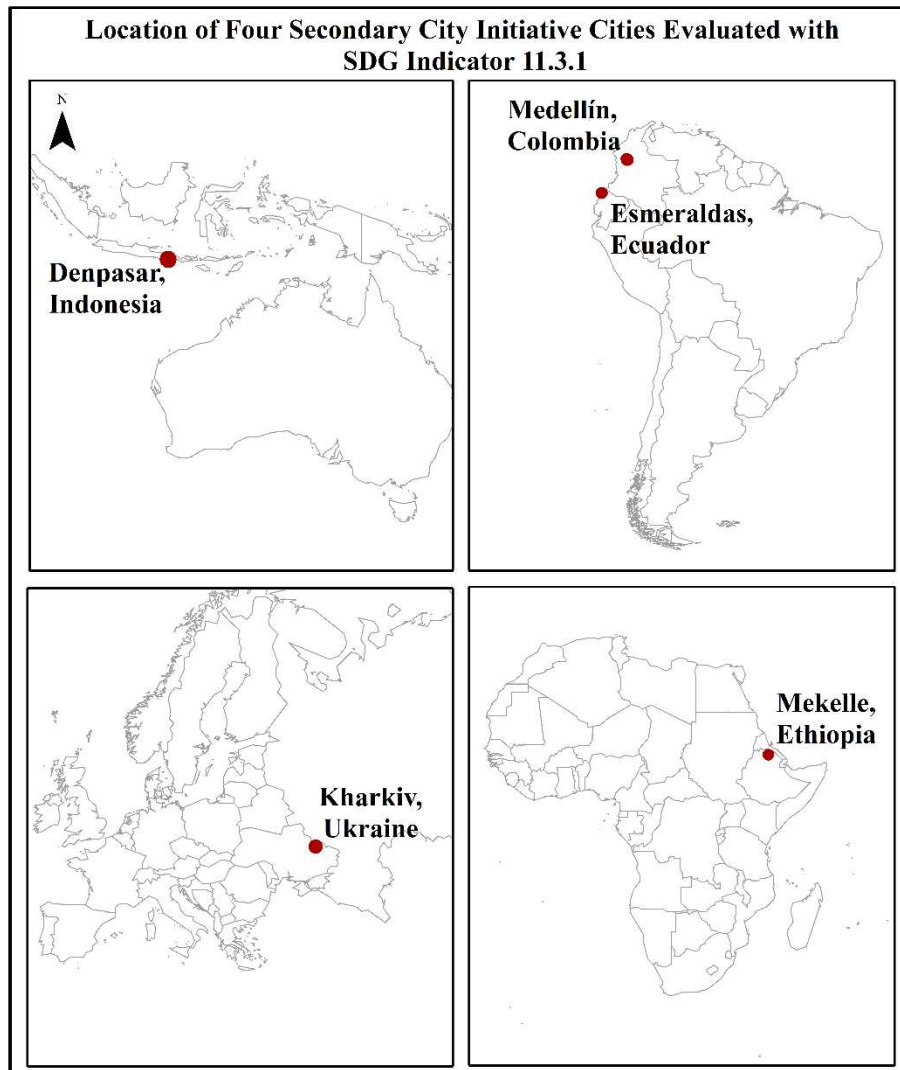 Location of Four Secondary City Initiative Cities Evaluated with
SDG Indicator 11.3.1
N
Denpasar,
Indonesia
Medellín,
Colombia
Esmeraldas,
Ecuador
Kharkiv,
Ukraine
Mekelle,
Ethiopia